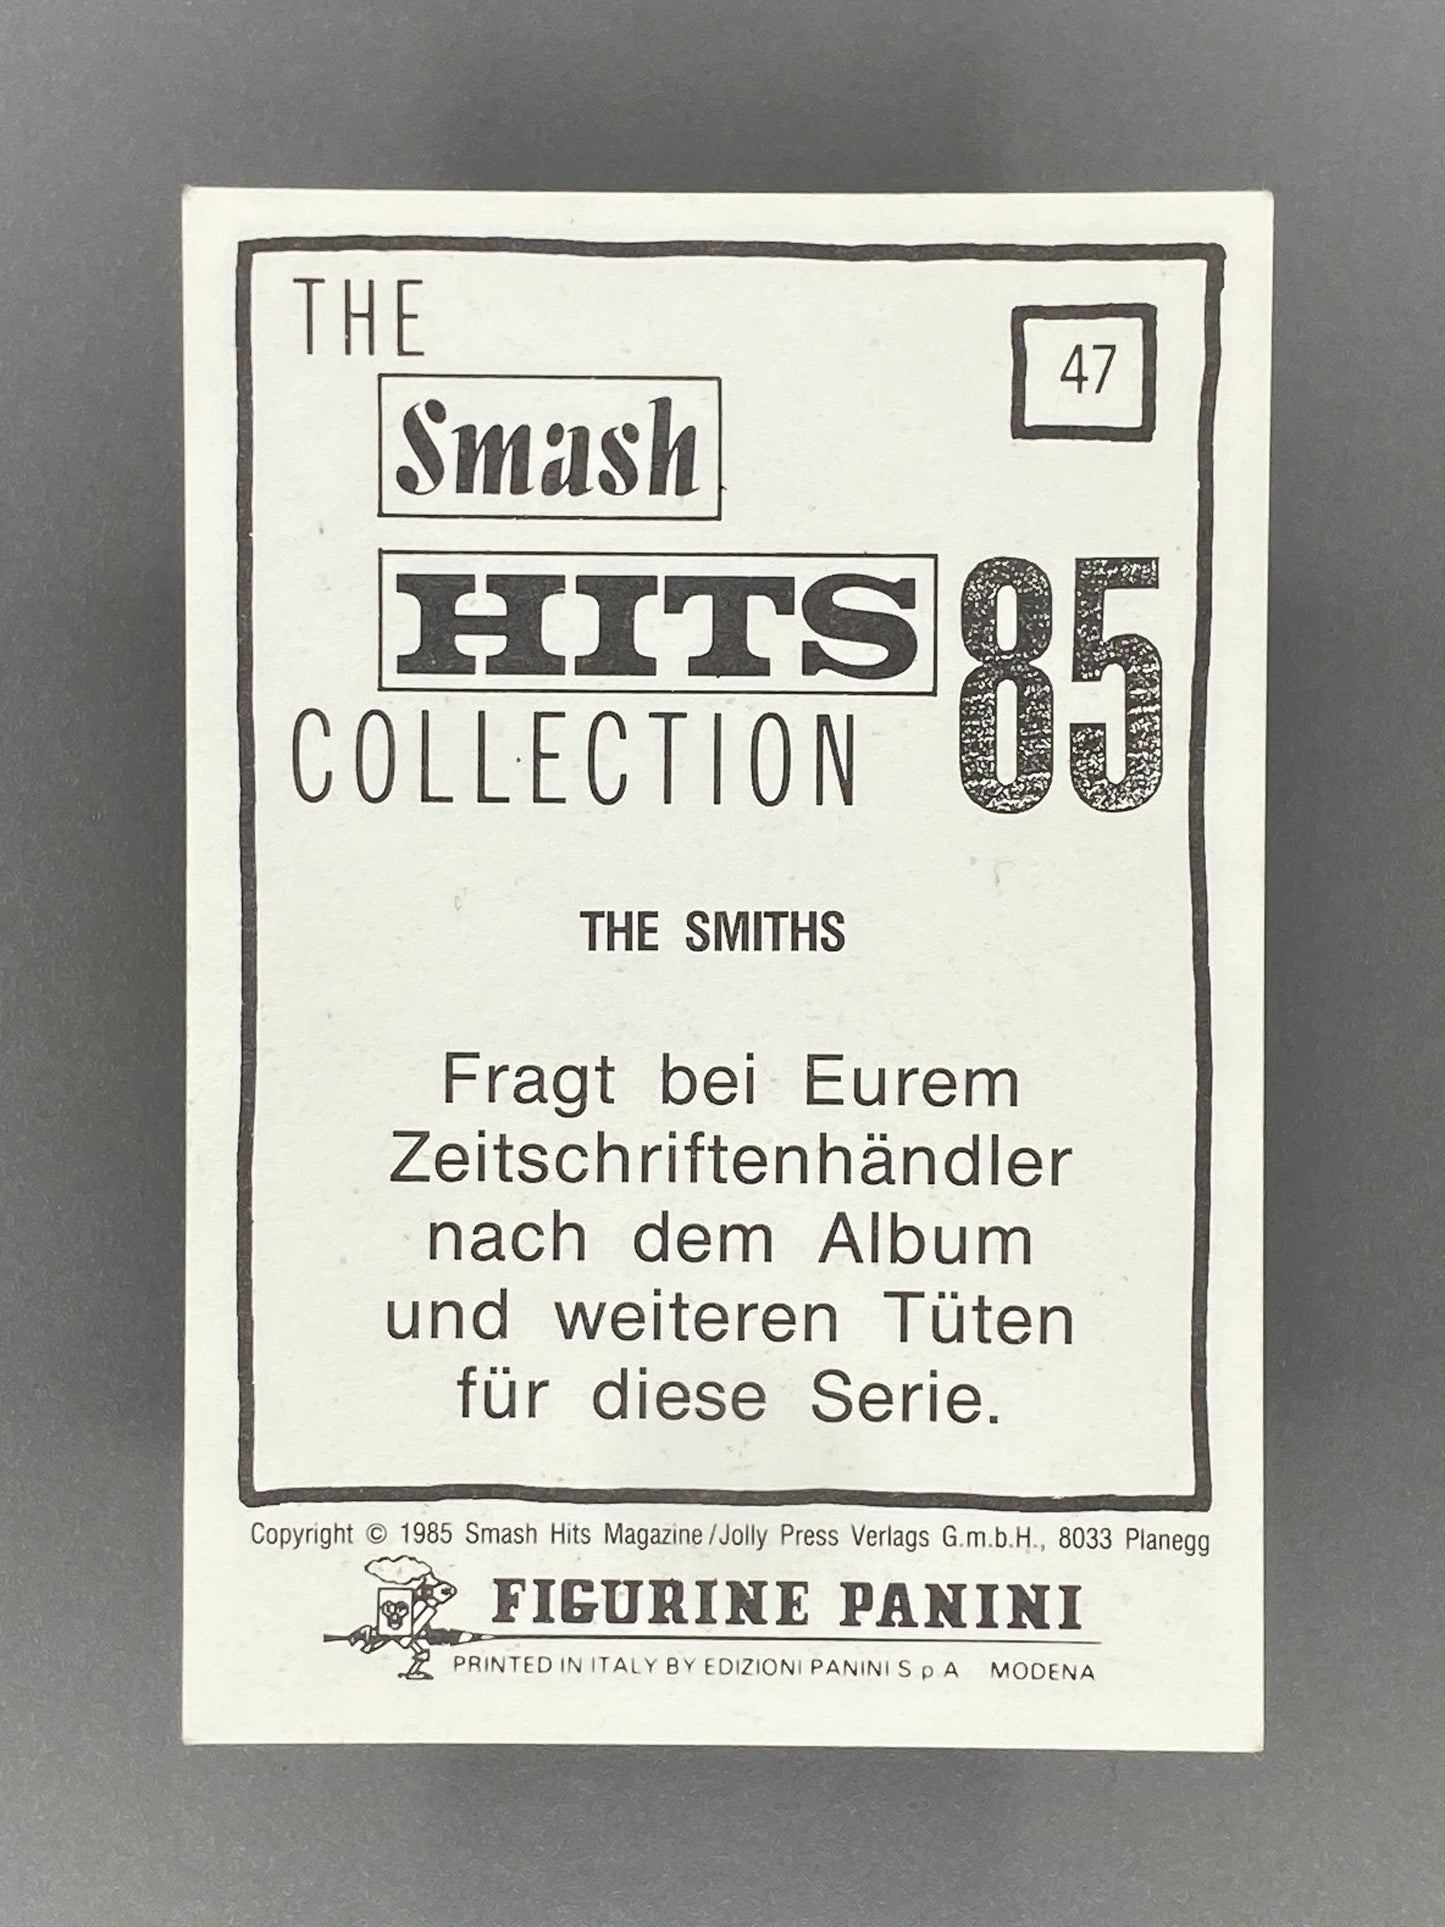 THE
47
Smash
HITS 85
COLLECTION
THE SMITHS
Fragt bei Eurem
Zeitschriftenhändler
nach dem Album
und weiteren Tüten
für diese Serie.
Copyright © 1985 Smash Hits Magazine/Jolly Press Verlags G.m.b.H., 8033 Planegg
FIGURINE PANINI
PRINTED IN ITALY BY EDIZIONI PANINI S.p.A. MODENA